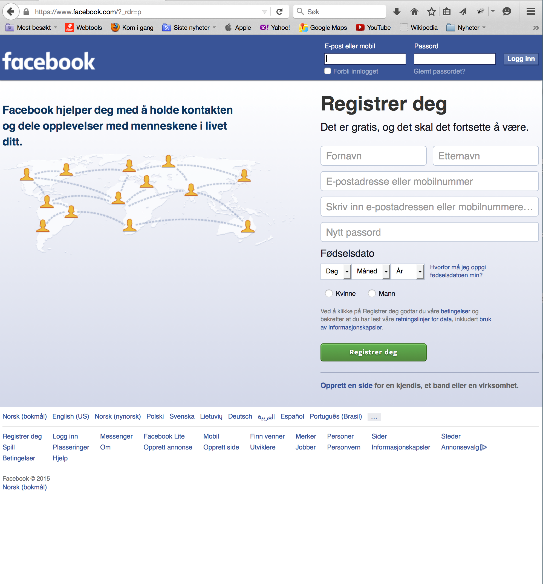 https://www.facebook.com/?_rdr=p
Søk
Mest besøkt
Webtools
Kom i gang
Siste nyheter
Apple
Yahoo!
Google Maps
YouTube
Wikipedia
Nyheter
facebook
E-post eller mobil
Passord
Logg inn
Forbli innlogget
Glemt passordet?
Facebook hjelper deg med å holde kontakten
og dele opplevelser med menneskene i livet
ditt.
Registrer deg
Det er gratis, og det skal det fortsette å være.
Fornavn
Etternavn
E-postadresse eller mobilnummer
Skriv inn e-postadressen eller mobilnummere...
Nytt passord
Fødselsdato
Dag
Måned
År
Hvorfor må jeg oppgi
fødselsdatoen min?
Kvinne
Mann
Ved å klikke på Registrer deg godtar du våre betingelser og
bekrefter at du har lest våre retningslinjer for data, inkludert bruk
av informasjonskapsler.
Registrer deg
Opprett en side for en kjendis, et band eller en virksomhet.
Norsk (bokmål) English (US) Norsk (nynorsk) Polski Svenska Lietuvių Deutsch العربية Español Português (Brasil) ...
Registrer deg Logg inn Messenger Facebook Lite Mobil Finn venner Merker Personer Sider Steder
Spill Plasseringer Om Opprett annonse Opprett side Utviklere Jobber Personvern Informasjonskapsler Annonsevalg
Betingelser Hjelp
Facebook © 2015
Norsk (bokmål)